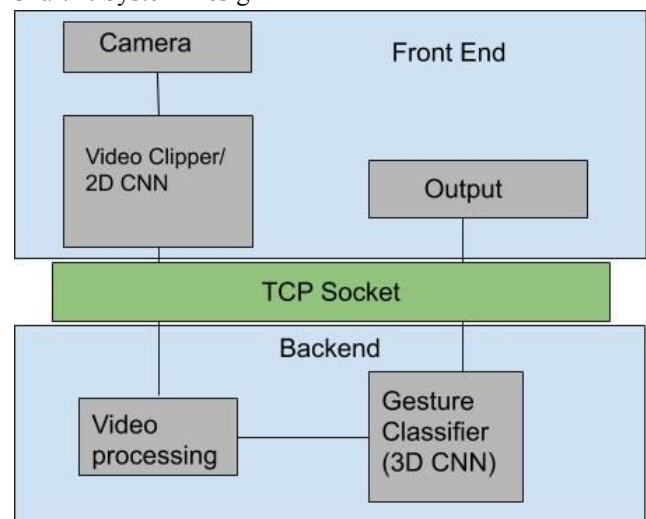 Camera
Front End
Video Clipper/
2D CNN
Output
TCP Socket
Backend
Video
processing
Gesture
Classifier
(3D CNN)